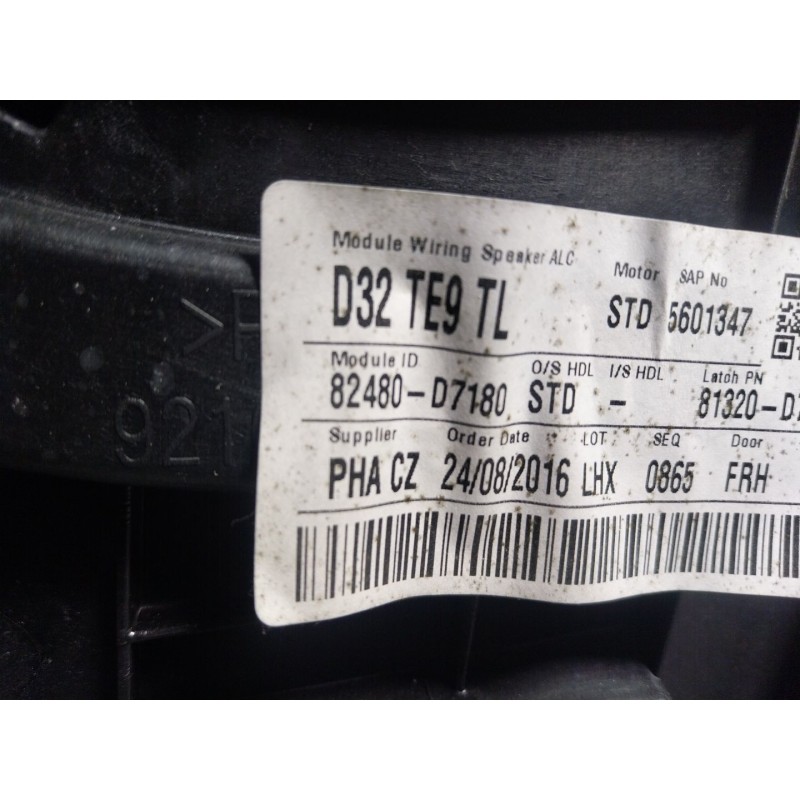 Module Wiring Speaker ALC Motor SAP No
D32 TE9 TL STD 5601347
Module ID O/S HDL I/S HDL Latch PN
82480-D7180 STD - 81320-D
Supplier Order Date LOT SEQ Door
PHA CZ 24/08/2016 LHX 0865 FRH
>P
921